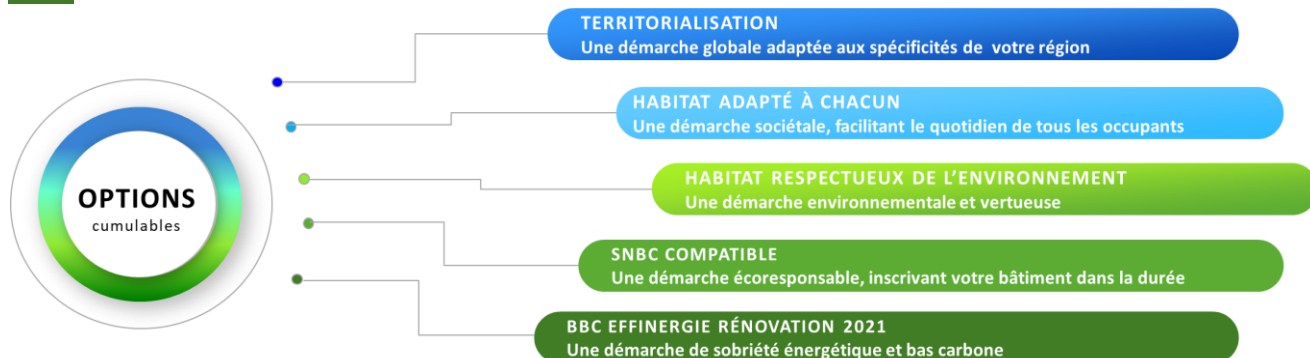 TERRITORIALISATION
Une démarche globale adaptée aux spécificités de votre région
HABITAT ADAPTÉ À CHACUN
Une démarche sociétale, facilitant le quotidien de tous les occupants
OPTIONS
cumulables
HABITAT RESPECTUEUX DE L’ENVIRONNEMENT
Une démarche environnementale et vertueuse
SNBC COMPATIBLE
Une démarche écoresponsable, inscrivant votre bâtiment dans la durée
BBC EFFINERGIE RÉNOVATION 2021
Une démarche de sobriété énergétique et bas carbone